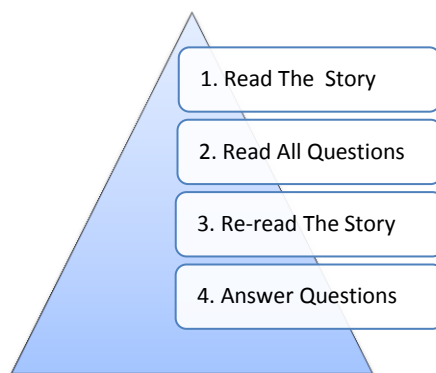 1. Read The Story
2. Read All Questions
3. Re-read The Story
4. Answer Questions